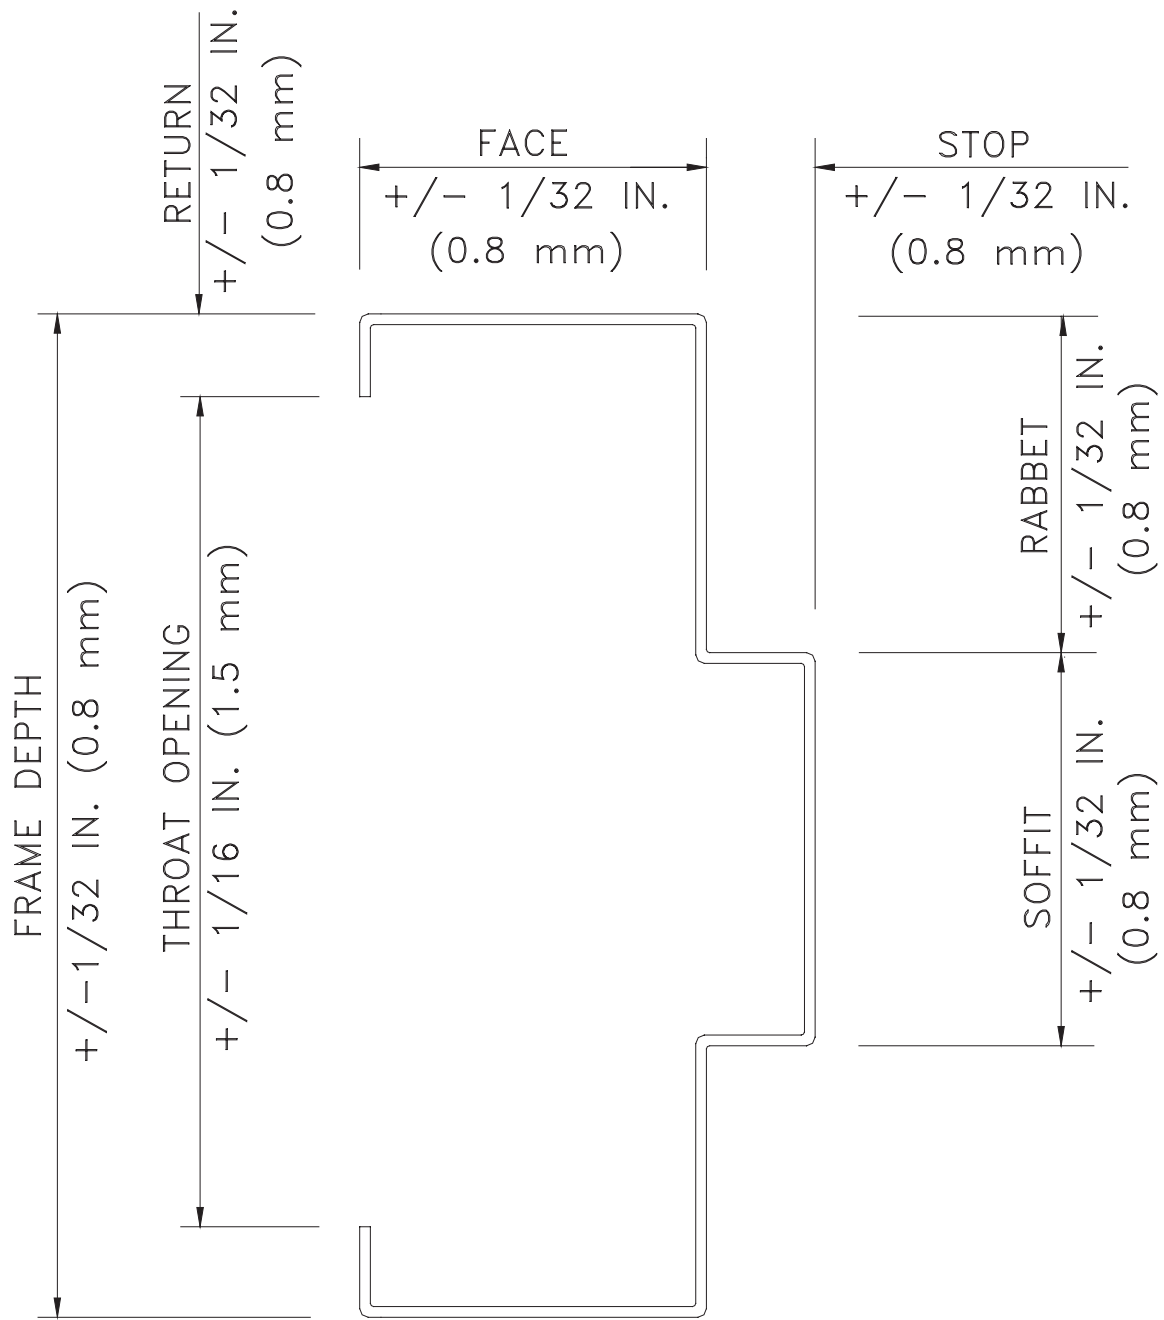 RETURN
+/- 1/32 IN.
(0.8 mm)
FACE
+/- 1/32 IN.
(0.8 mm)
STOP
+/- 1/32 IN.
(0.8 mm)
FRAME DEPTH
+/-1/32 IN. (0.8 mm)
THROAT OPENING
+/- 1/16 IN. (1.5 mm)
RABBET
+/- 1/32 IN.
(0.8 mm)
SOFFIT
+/- 1/32 IN.
(0.8 mm)